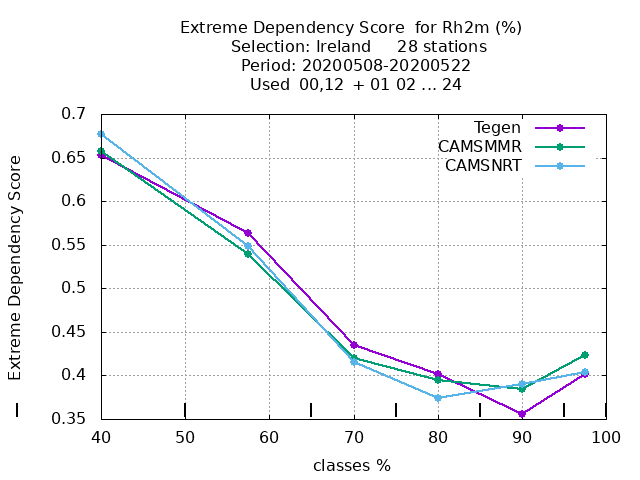 Extreme Dependency Score  for Rh2m (%)
Selection: Ireland     28 stations
Period: 20200508-20200522
Used  00,12  + 01 02 ... 24
Extreme Dependency Score
0.7
0.65
0.6
0.55
0.5
0.45
0.4
0.35
Tegen
CAMSMMR
CAMSNRT
40 50 60 70 80 90 100
classes %